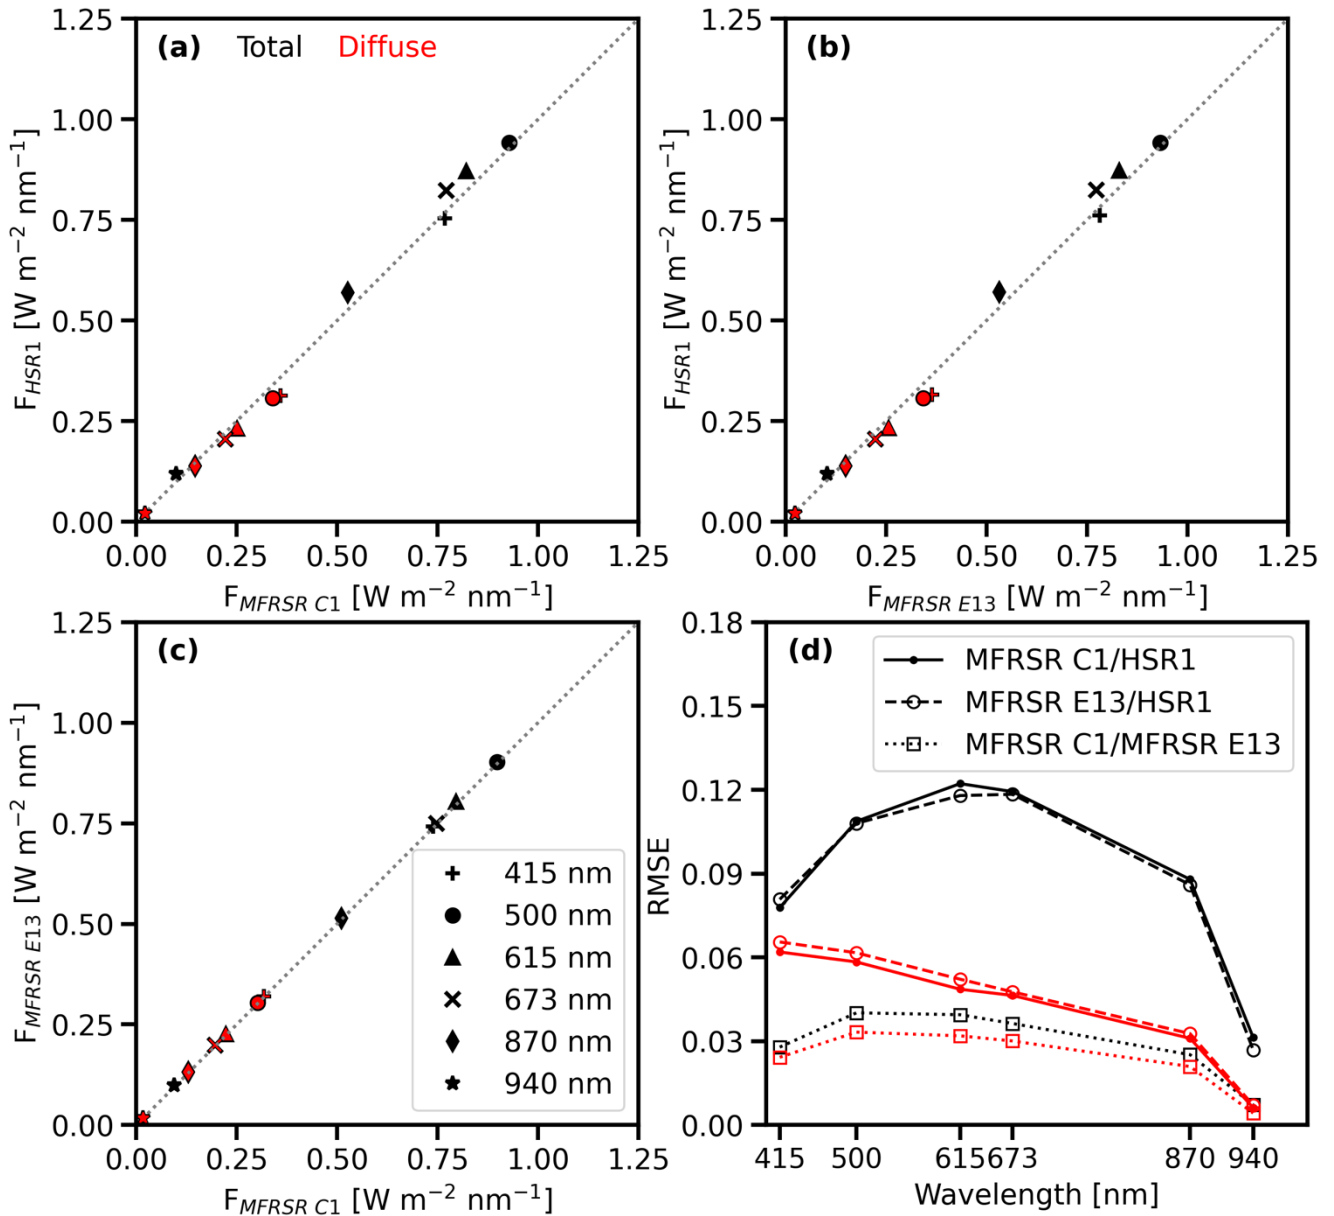 (a) Total Diffuse
1.25
1.00
0.75
0.50
0.25
0.00
F_HSR1 [W m⁻² nm⁻¹]
0.00 0.25 0.50 0.75 1.00 1.25
F_MFRSR C1 [W m⁻² nm⁻¹]
(b)
1.25
1.00
0.75
0.50
0.25
0.00
F_HSR1 [W m⁻² nm⁻¹]
0.00 0.25 0.50 0.75 1.00 1.25
F_MFRSR E13 [W m⁻² nm⁻¹]
(c)
1.25
1.00
0.75
0.50
0.25
0.00
F_MFRSR E13 [W m⁻² nm⁻¹]
415 nm
500 nm
615 nm
673 nm
870 nm
940 nm
0.00 0.25 0.50 0.75 1.00 1.25
F_MFRSR C1 [W m⁻² nm⁻¹]
(d)
MFRSR C1/HSR1
MFRSR E13/HSR1
MFRSR C1/MFRSR E13
0.18
0.15
0.12
0.09
0.06
0.03
0.00
RMSE
415 500 615 673 870 940
Wavelength [nm]